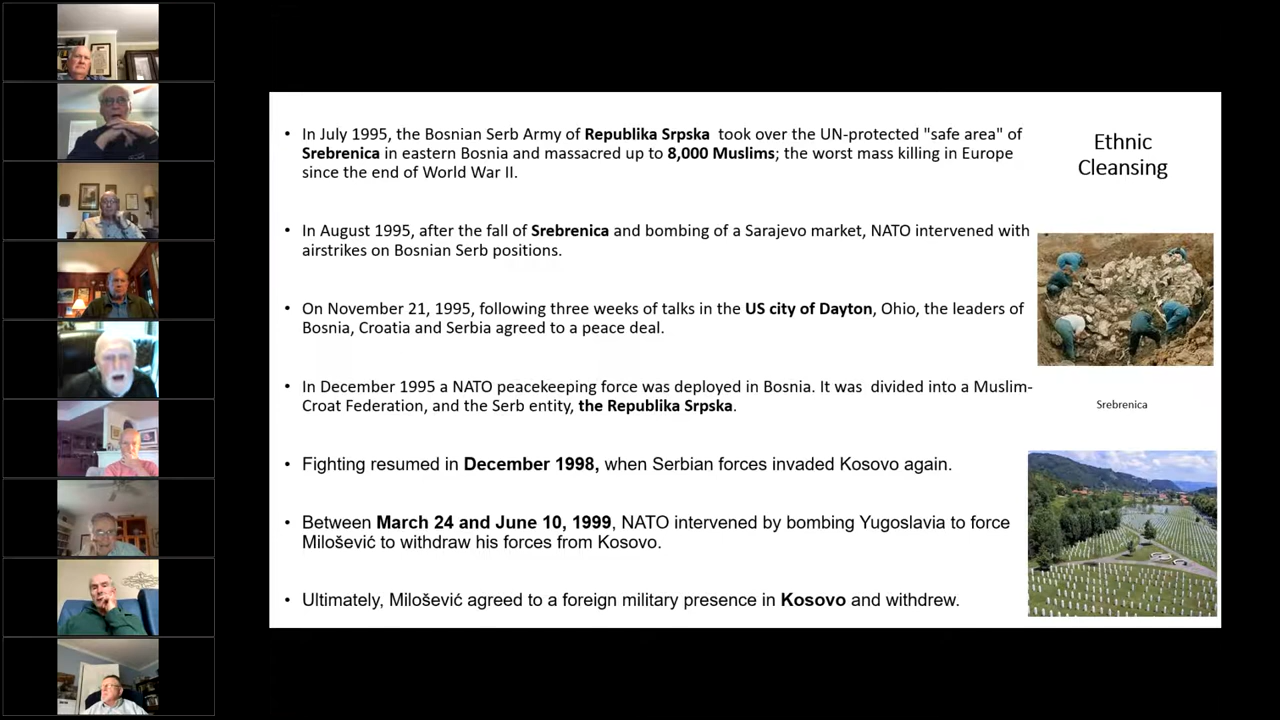 • In July 1995, the Bosnian Serb Army of Republika Srpska  took over the UN-protected "safe area" of
Srebrenica in eastern Bosnia and massacred up to 8,000 Muslims; the worst mass killing in Europe
since the end of World War II.
• In August 1995, after the fall of Srebrenica and bombing of a Sarajevo market, NATO intervened with
airstrikes on Bosnian Serb positions.
• On November 21, 1995, following three weeks of talks in the US city of Dayton, Ohio, the leaders of
Bosnia, Croatia and Serbia agreed to a peace deal.
• In December 1995 a NATO peacekeeping force was deployed in Bosnia. It was  divided into a Muslim-
Croat Federation, and the Serb entity, the Republika Srpska.
• Fighting resumed in December 1998, when Serbian forces invaded Kosovo again.
• Between March 24 and June 10, 1999, NATO intervened by bombing Yugoslavia to force
Milošević to withdraw his forces from Kosovo.
• Ultimately, Milošević agreed to a foreign military presence in Kosovo and withdrew.
Ethnic
Cleansing
Srebrenica